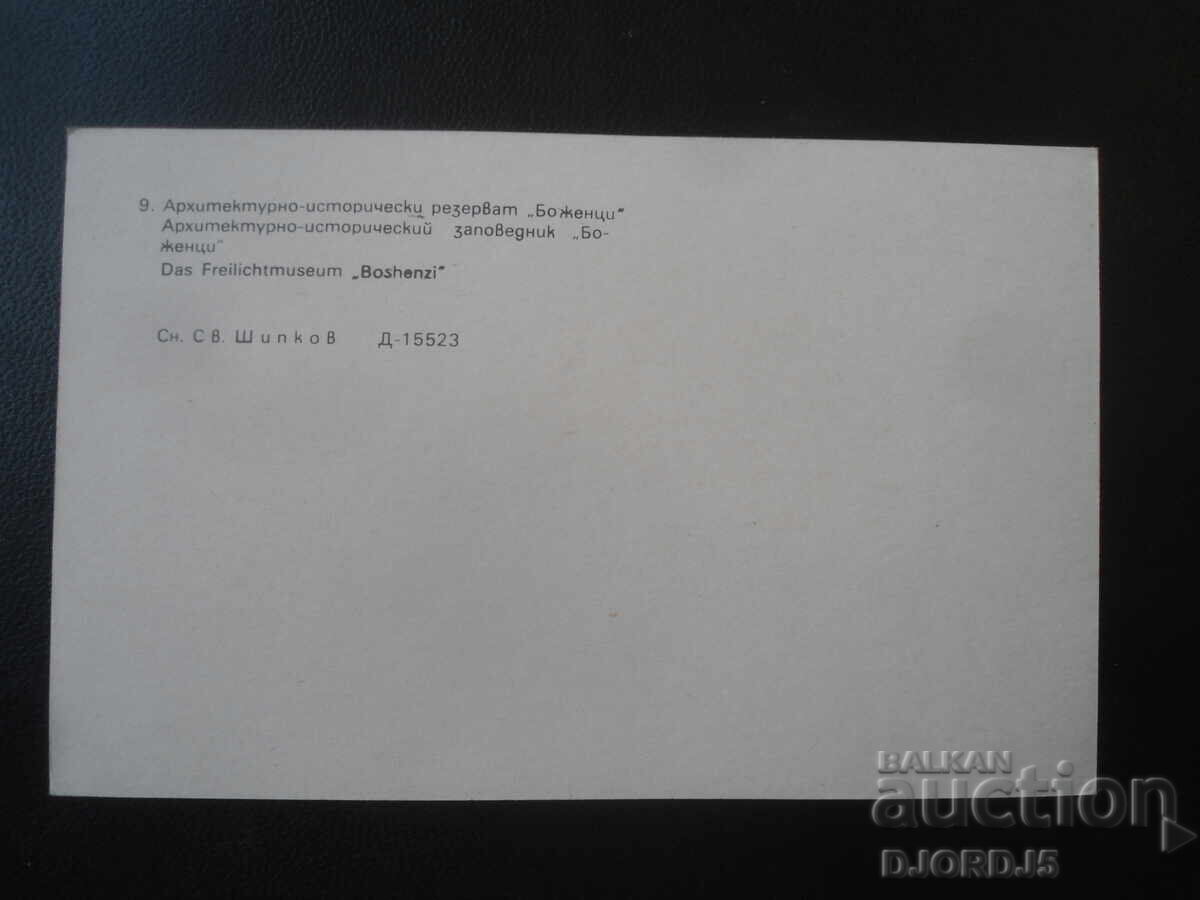 9. Архитектурно-исторически резерват „Боженци"
Архитектурно-исторический заповедник „Бо-
женци"
Das Freilichtmuseum „Boshenzi"
Сн. Св. Шипков Д-15523
BALKAN
auction
DJORDJ5